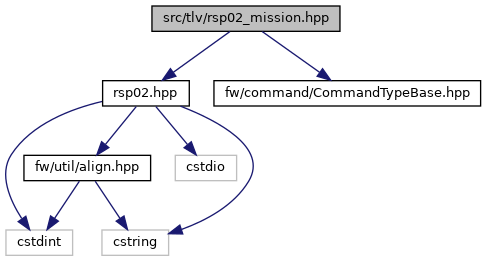 src/tlv/rsp02_mission.hpp
rsp02.hpp
fw/command/CommandTypeBase.hpp
fw/util/align.hpp
cstdio
cstdint
cstring